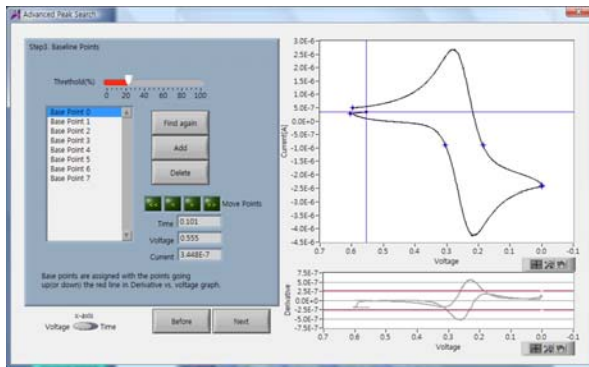 Advanced Peak Search
Step3. Baseline Points
Threthold(%)
0 20 40 60 80 100
Base Point 0
Base Point 1
Base Point 2
Base Point 3
Base Point 4
Base Point 5
Base Point 6
Base Point 7
Find again
Add
Delete
Move Points
Time 0.101
Voltage 0.555
Current 3.448E-7
Base points are assigned with the points going
up(or down) the red line in Derivative vs. voltage graph.
x-axis
Voltage Time
Before Next
Current(A)
3.0E-6
2.5E-6
2.0E-6
1.5E-6
1.0E-6
5.0E-7
0.0E+0
-5.0E-7
-1.0E-6
-1.5E-6
-2.0E-6
-2.5E-6
-3.0E-6
-3.5E-6
-4.0E-6
-4.5E-6
0.7 0.6 0.5 0.4 0.3 0.2 0.1 0.0 -0.1
Voltage
Derivative
7.5E-7
5.0E-7
2.5E-7
0.0E+0
-2.5E-7
-5.0E-7
-7.5E-7
0.7 0.6 0.5 0.4 0.3 0.2 0.1 0.0 -0.1
Voltage